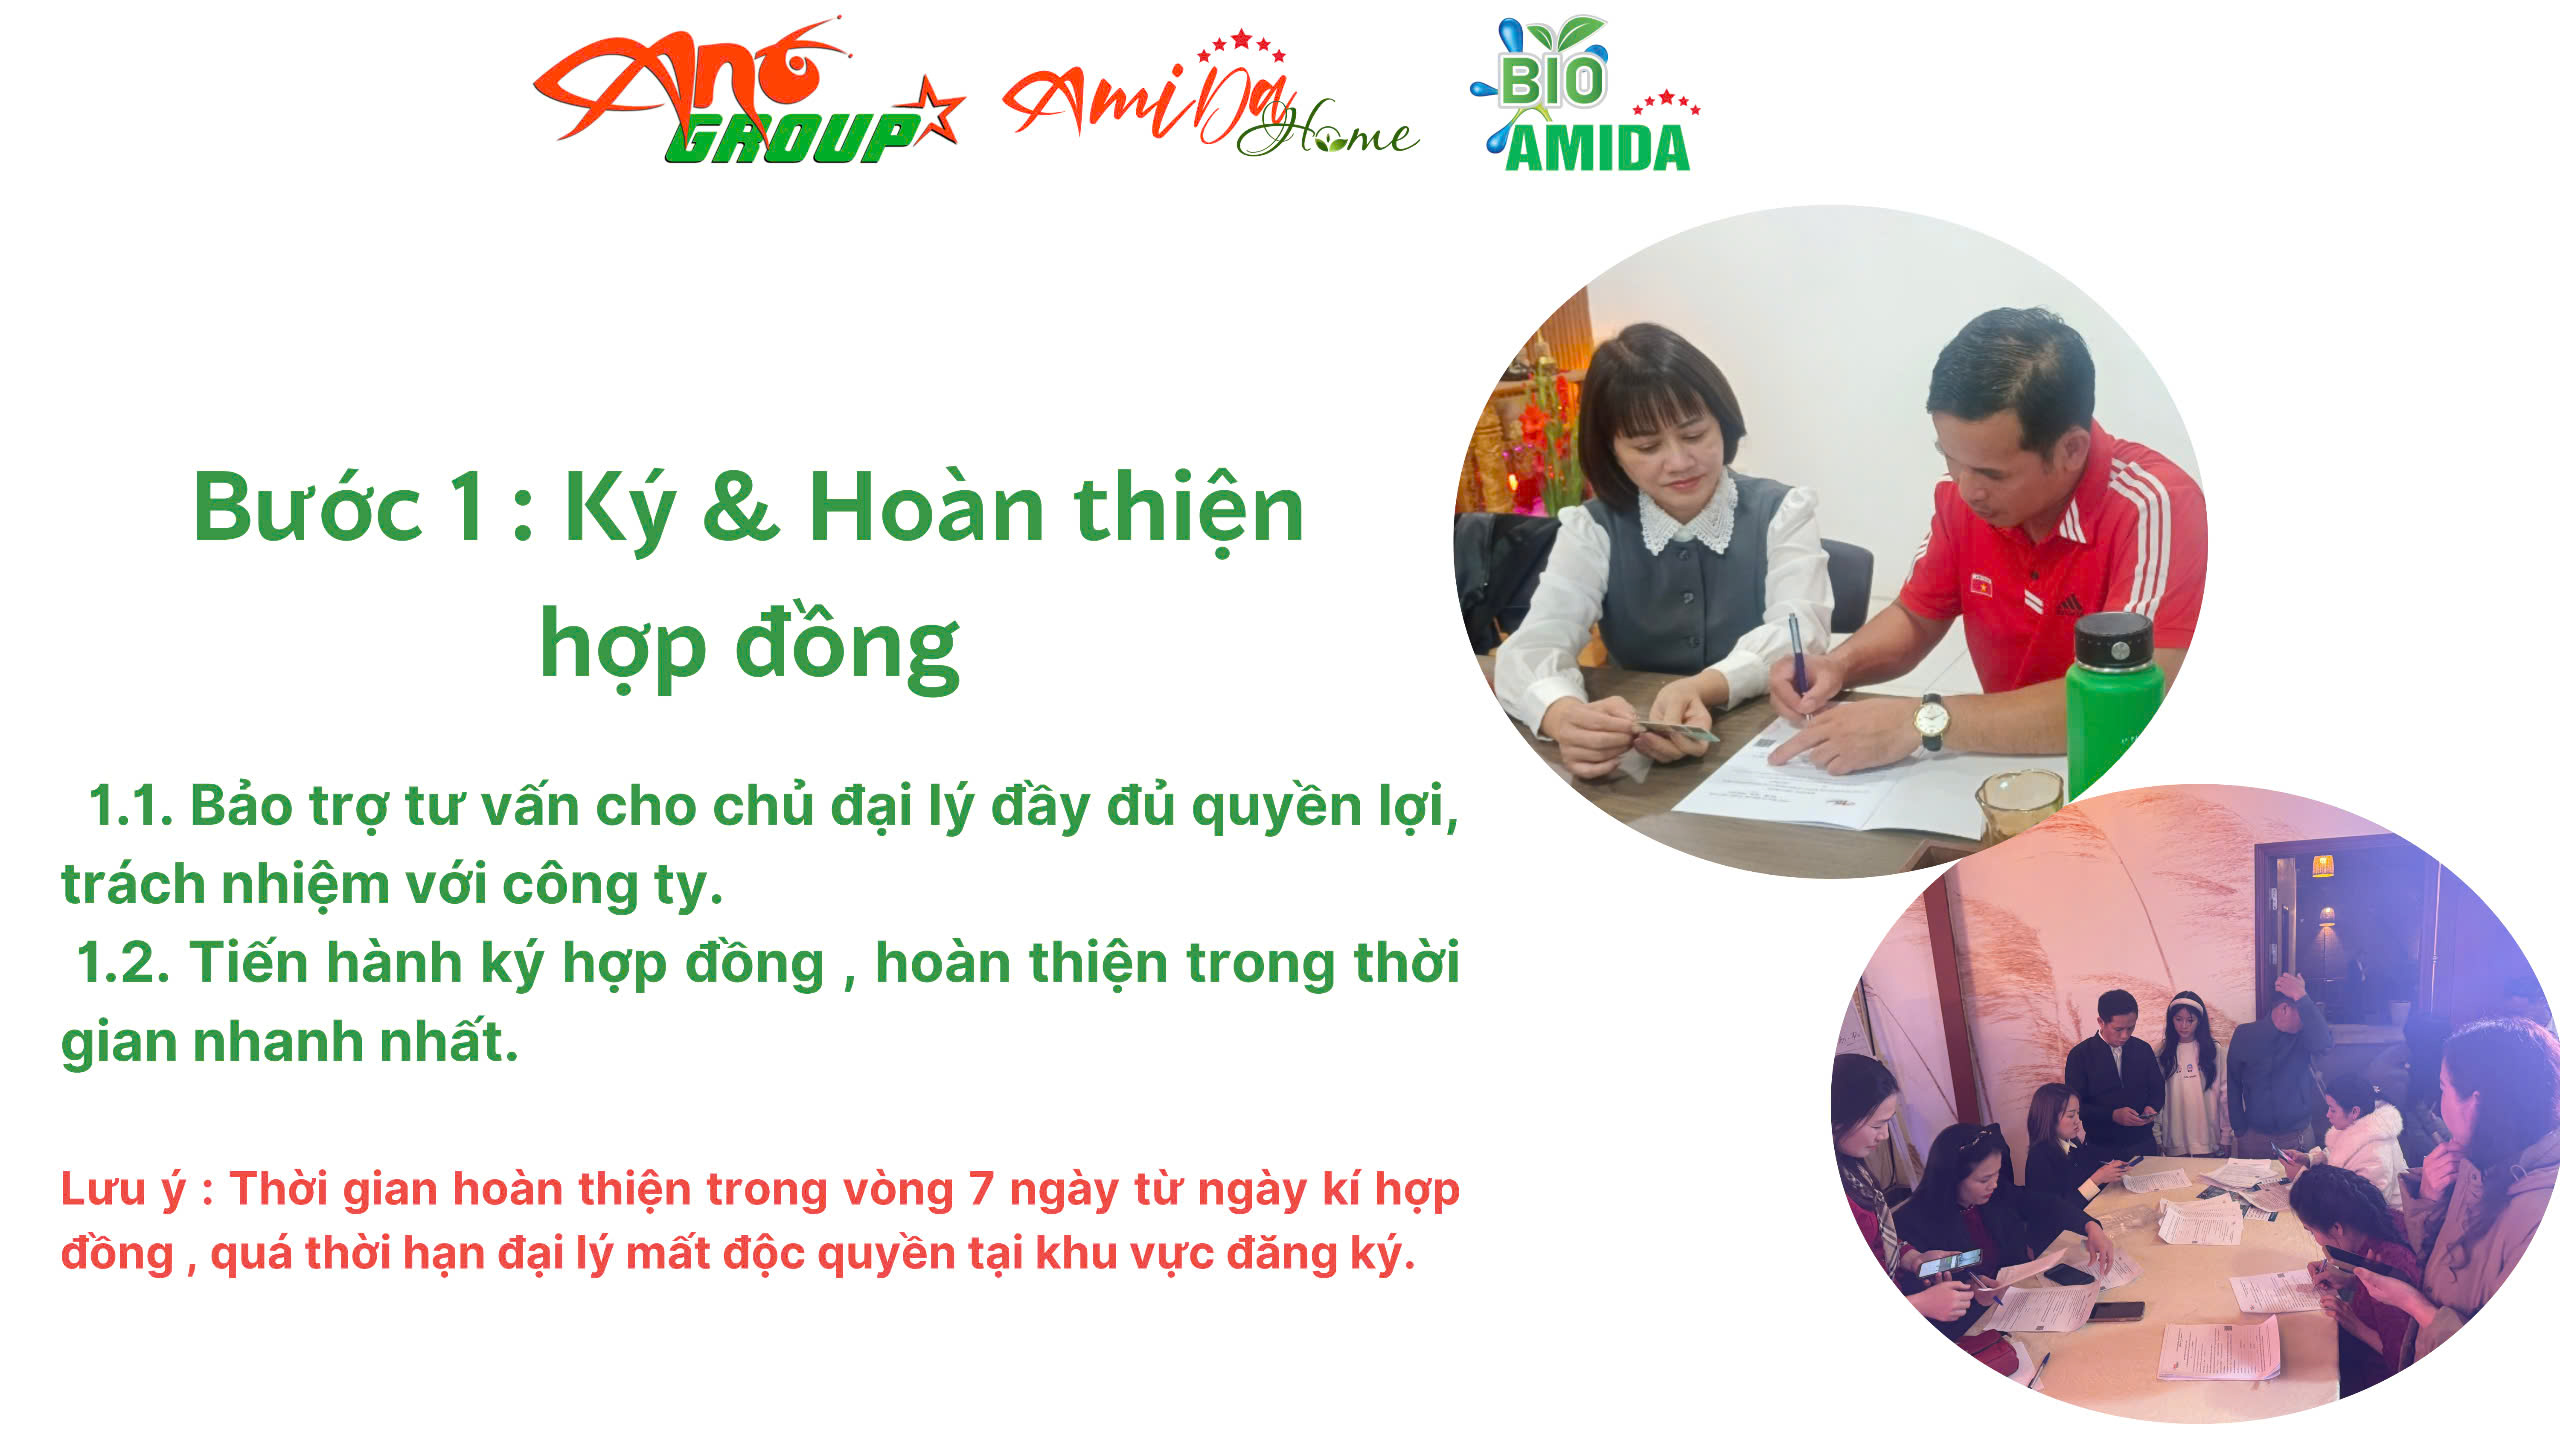 Anó
GROUP
AmiDa
Home
BIO
AMIDA
Bước 1 : Ký & Hoàn thiện
hợp đồng
1.1. Bảo trợ tư vấn cho chủ đại lý đầy đủ quyền lợi,
trách nhiệm với công ty.
1.2. Tiến hành ký hợp đồng , hoàn thiện trong thời
gian nhanh nhất.
Lưu ý : Thời gian hoàn thiện trong vòng 7 ngày từ ngày kí hợp
đồng , quá thời hạn đại lý mất độc quyền tại khu vực đăng ký.